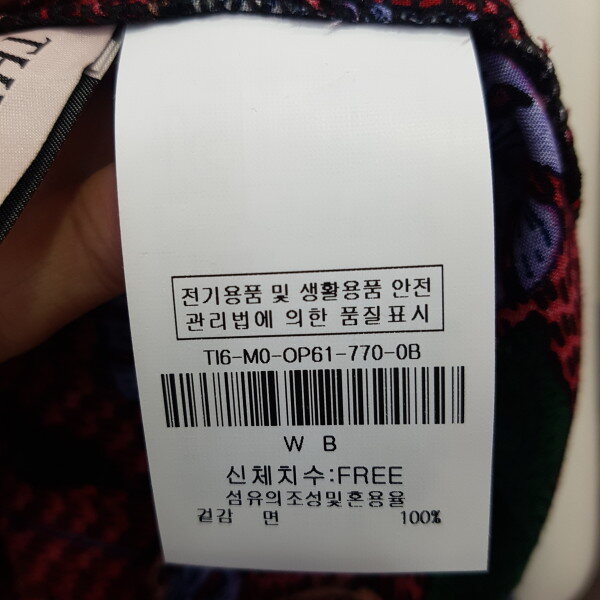 전기용품 및 생활용품 안전
관리법에 의한 품질표시
TI6-M0-OP61-770-0B
W B
신체치수:FREE
섬유의조성및혼용율
겉감 면 100%